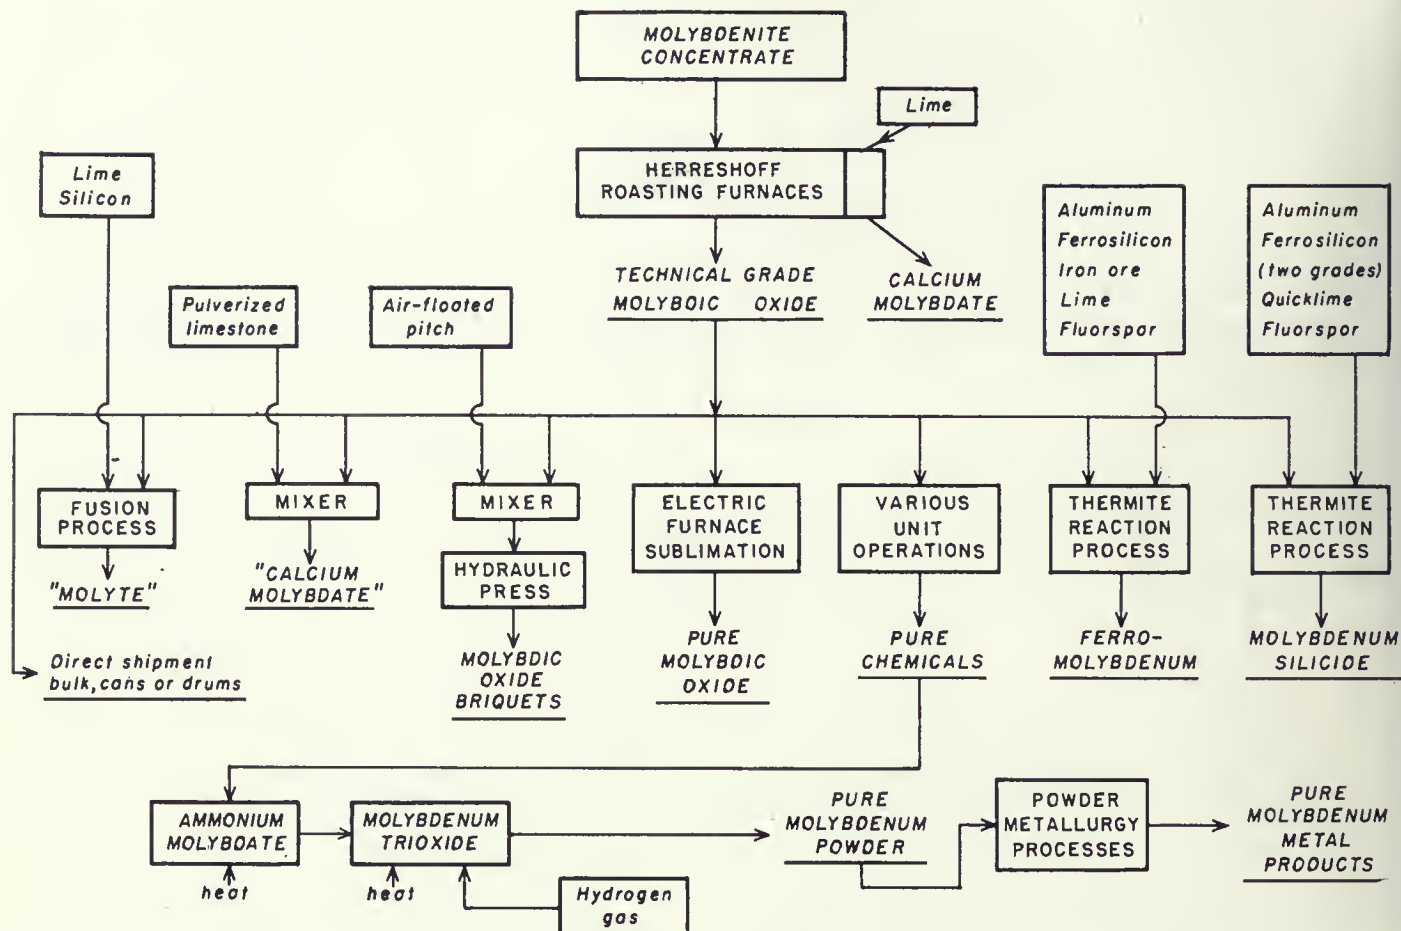 MOLYBDENITE
CONCENTRATE
Lime
HERRESHOFF
ROASTING FURNACES
Lime
Silicon
Aluminum
Ferrosilicon
Iron ore
Lime
Fluorspar
Aluminum
Ferrosilicon
(two grades)
Quicklime
Fluorspar
TECHNICAL GRADE
MOLYBOIC OXIDE
CALCIUM
MOLYBDATE
Pulverized
limestone
Air-floated
pitch
FUSION
PROCESS
MIXER
MIXER
ELECTRIC
FURNACE
SUBLIMATION
VARIOUS
UNIT
OPERATIONS
THERMITE
REACTION
PROCESS
THERMITE
REACTION
PROCESS
"MOLYTE"
"CALCIUM
MOLYBDATE"
HYDRAULIC
PRESS
Direct shipment
bulk, cans or drums
MOLYBDIC
OXIDE
BRIQUETS
PURE
MOLYBDIC
OXIDE
PURE
CHEMICALS
FERRO-
MOLYBDENUM
MOLYBDENUM
SILICIDE
AMMONIUM
MOLYBDATE
heat
MOLYBDENUM
TRIOXIDE
heat
Hydrogen
gas
PURE
MOLYBDENUM
POWDER
POWDER
METALLURGY
PROCESSES
PURE
MOLYBDENUM
METAL
PRODUCTS